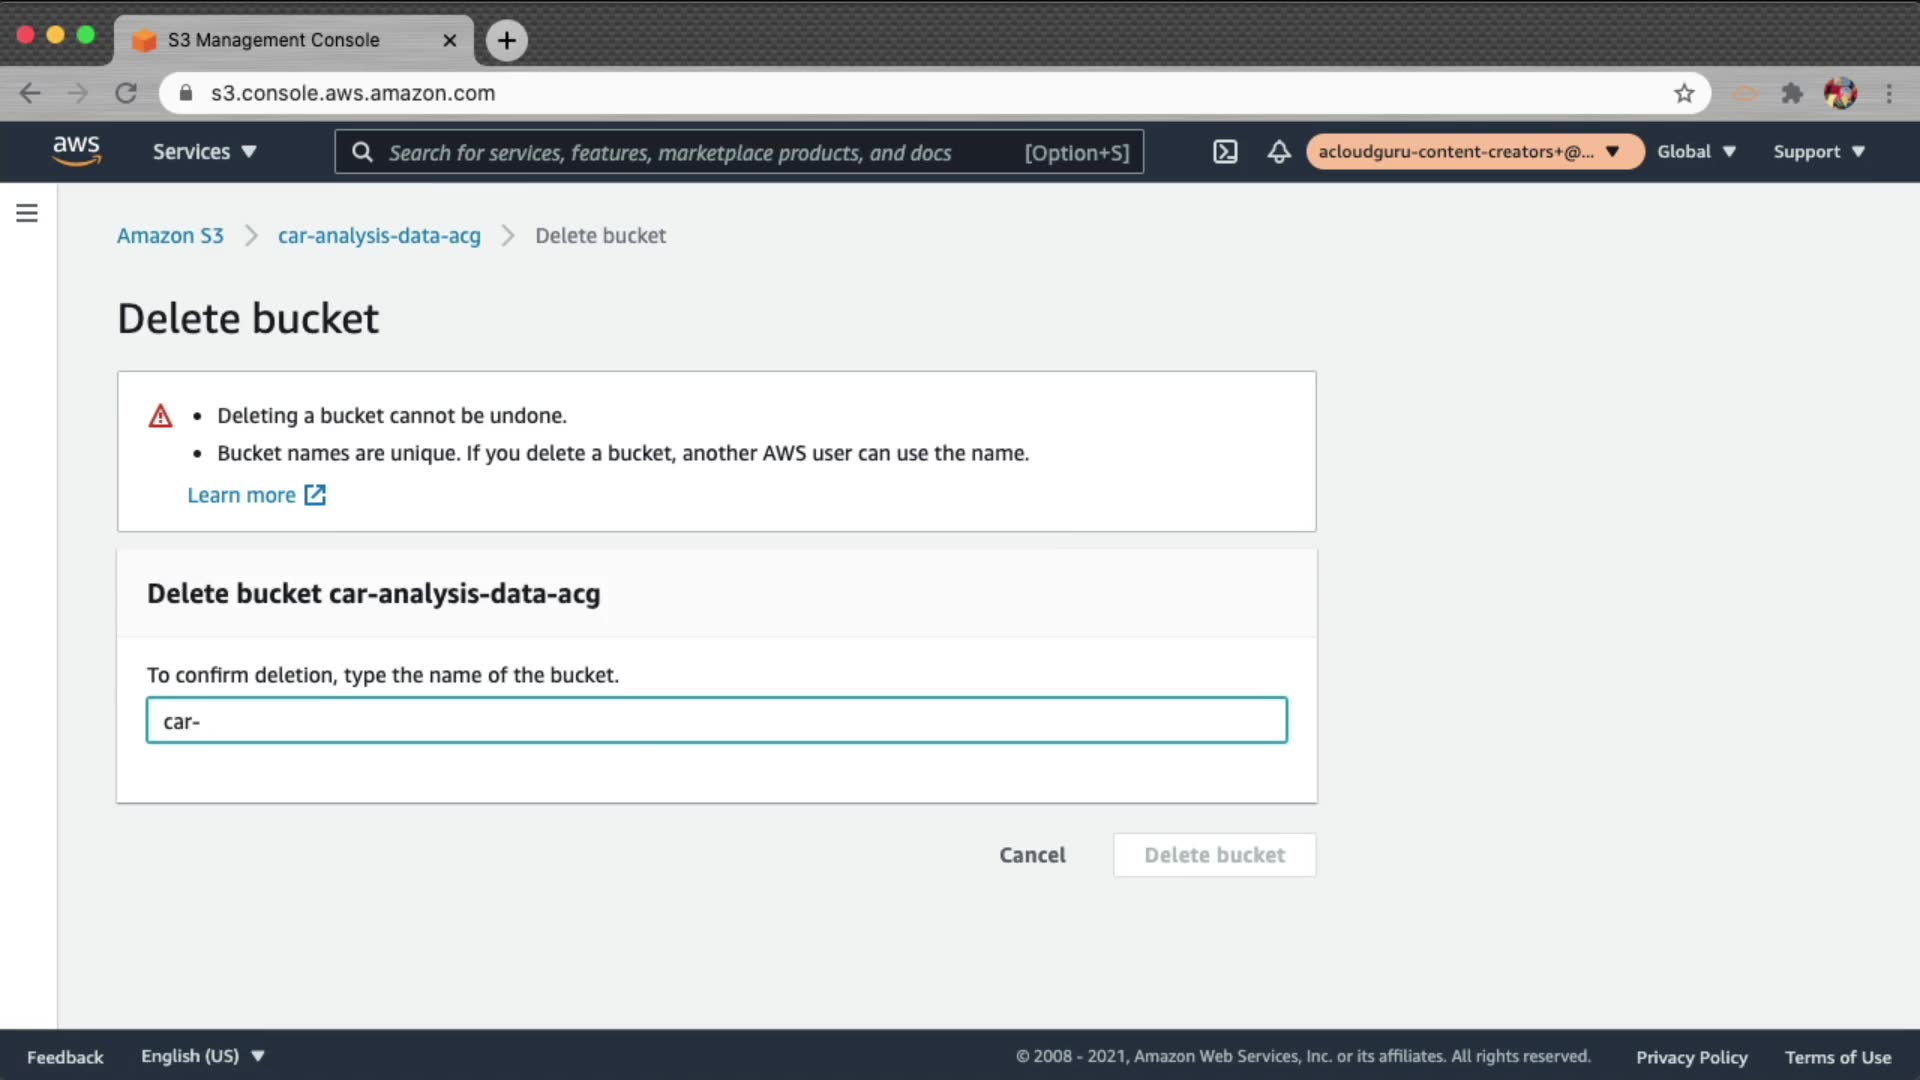 S3 Management Console
s3.console.aws.amazon.com
aws Services Search for services, features, marketplace products, and docs [Option+S] acloudguru-content-creators+@... Global Support
Amazon S3 car-analysis-data-acg Delete bucket
Delete bucket
• Deleting a bucket cannot be undone.
• Bucket names are unique. If you delete a bucket, another AWS user can use the name.
Learn more
Delete bucket car-analysis-data-acg
To confirm deletion, type the name of the bucket.
car-
Cancel Delete bucket
Feedback English (US) © 2008 - 2021, Amazon Web Services, Inc. or its affiliates. All rights reserved. Privacy Policy Terms of Use